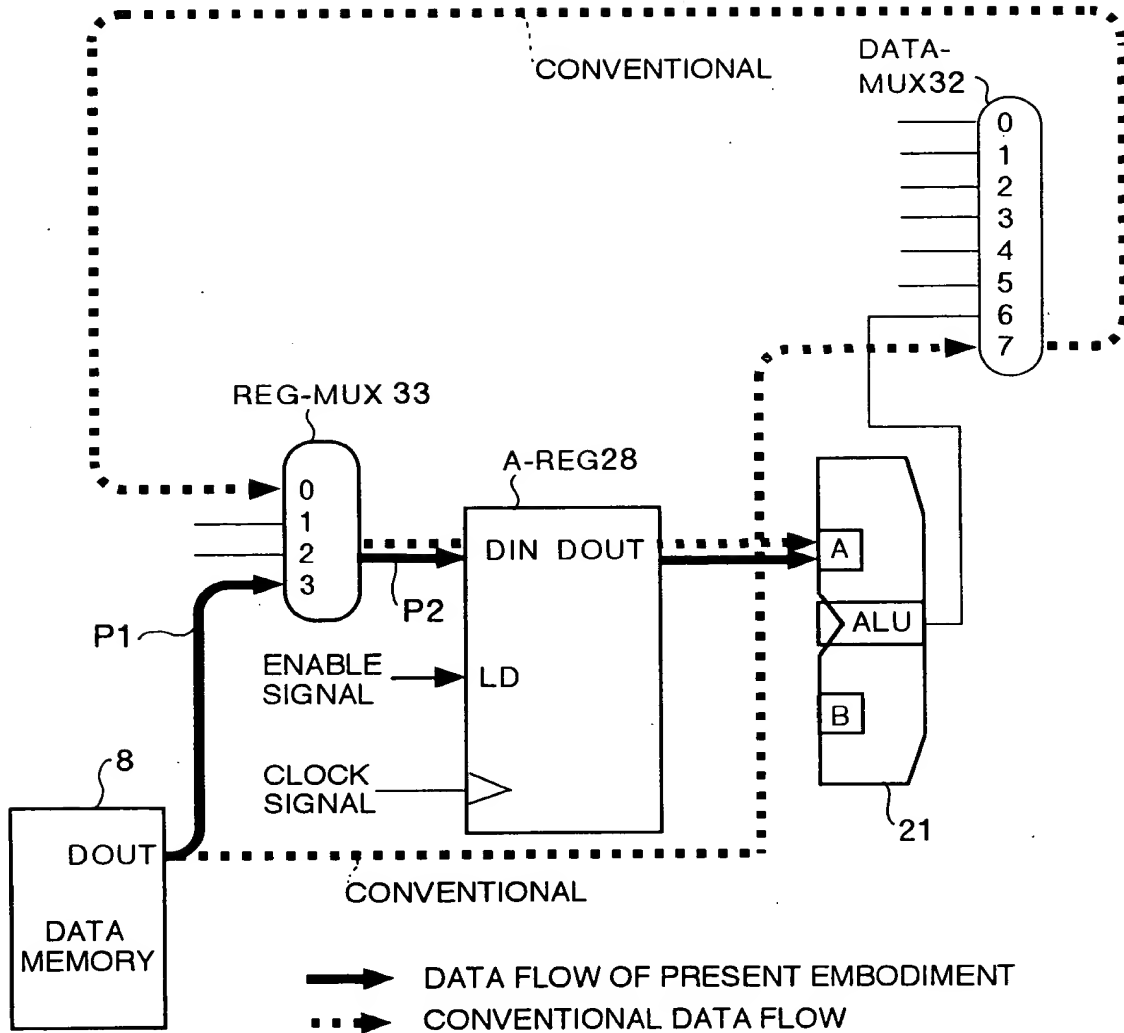 CONVENTIONAL
DATA-
MUX32
0
1
2
3
4
5
6
7
REG-MUX 33
0
1
2
3
A-REG28
DIN DOUT
P1
P2
A
ALU
B
ENABLE
SIGNAL
LD
CLOCK
SIGNAL
21
8
DOUT
DATA
MEMORY
CONVENTIONAL
DATA FLOW OF PRESENT EMBODIMENT
CONVENTIONAL DATA FLOW